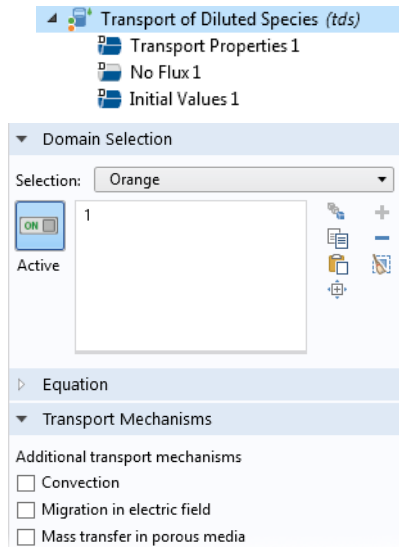 Transport of Diluted Species (tds)
Transport Properties 1
No Flux 1
Initial Values 1
Domain Selection
Selection: Orange
1
ON
Active
Equation
Transport Mechanisms
Additional transport mechanisms
Convection
Migration in electric field
Mass transfer in porous media